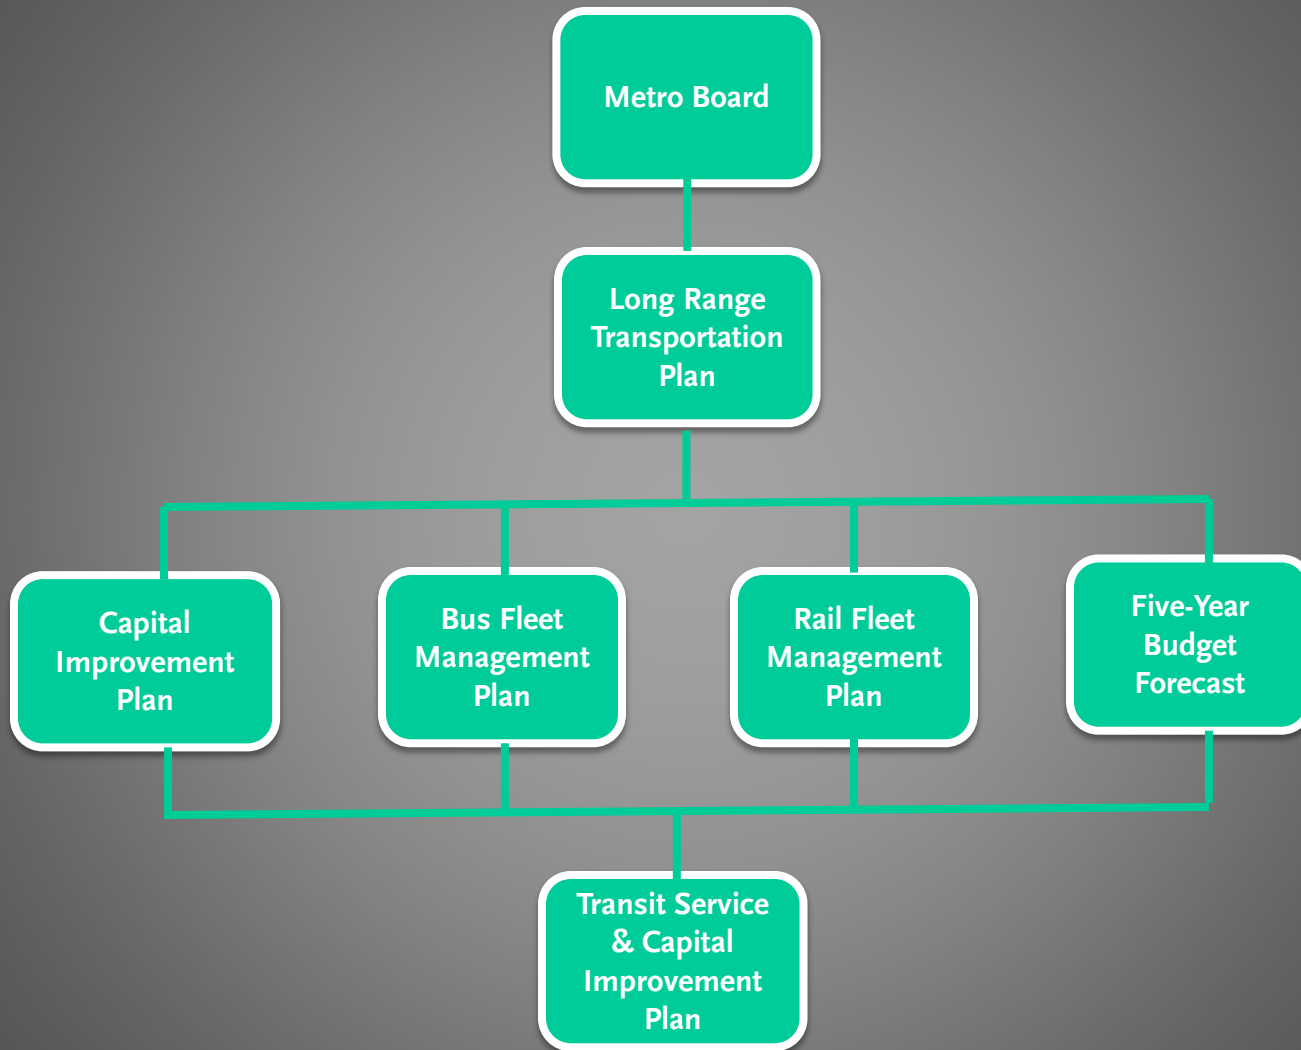 Metro Board
Long Range
Transportation
Plan
Capital
Improvement
Plan
Bus Fleet
Management
Plan
Rail Fleet
Management
Plan
Five-Year
Budget
Forecast
Transit Service
& Capital
Improvement
Plan